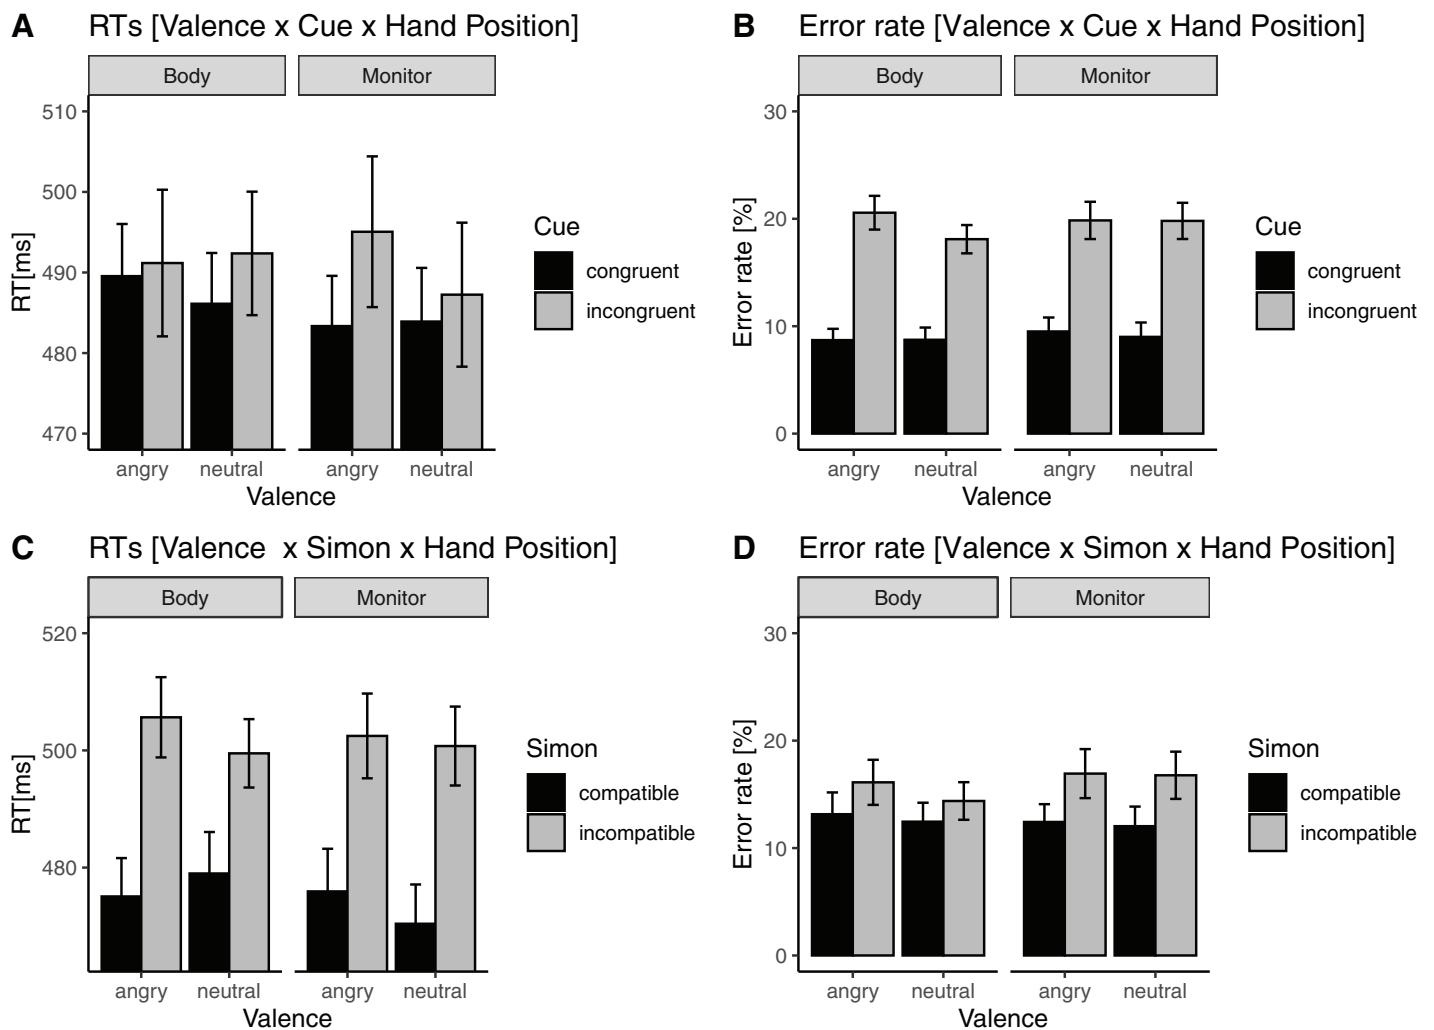 A RTs [Valence x Cue x Hand Position]
Body Monitor
510
500
490
480
470
RT[ms]
angry neutral angry neutral
Valence
Cue
congruent
incongruent
B Error rate [Valence x Cue x Hand Position]
Body Monitor
30
20
10
0
Error rate [%]
angry neutral angry neutral
Valence
Cue
congruent
incongruent
C RTs [Valence  x Simon x Hand Position]
Body Monitor
520
500
480
RT[ms]
angry neutral angry neutral
Valence
Simon
compatible
incompatible
D Error rate [Valence x Simon x Hand Position]
Body Monitor
30
20
10
0
Error rate [%]
angry neutral angry neutral
Valence
Simon
compatible
incompatible